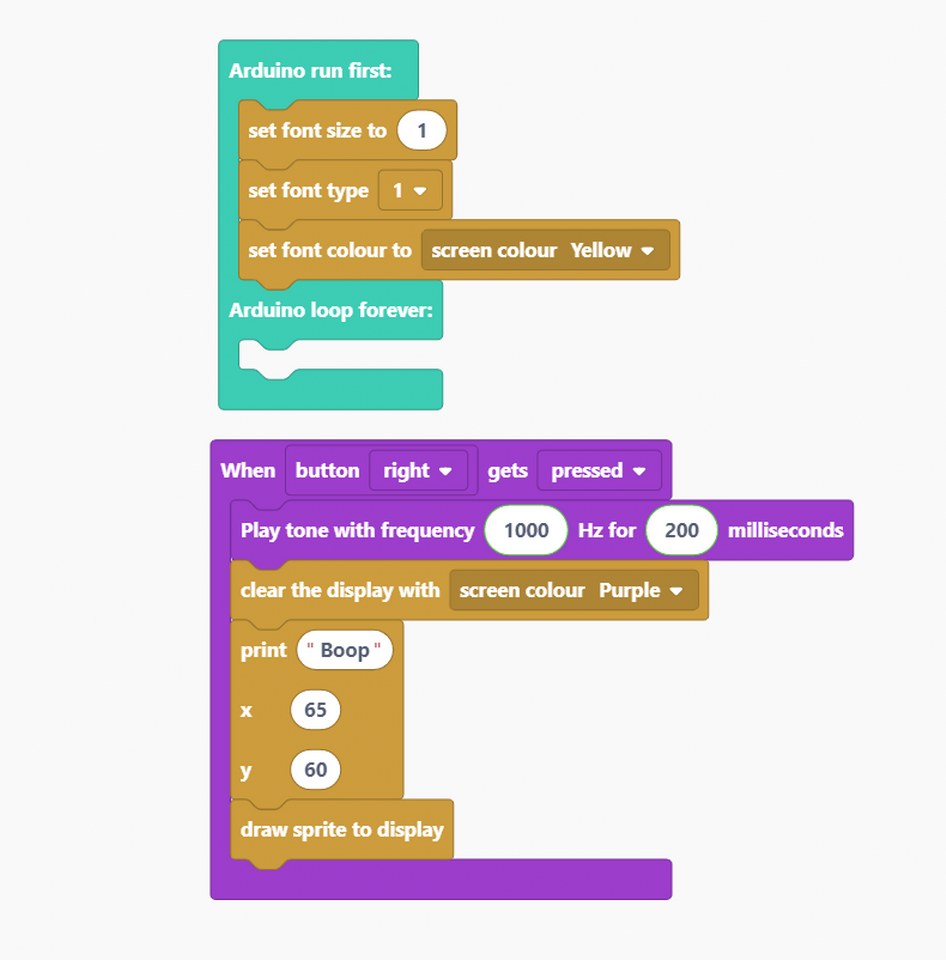 Arduino run first:
set font size to 1
set font type 1
set font colour to screen colour Yellow
Arduino loop forever:
When button right gets pressed
Play tone with frequency 1000 Hz for 200 milliseconds
clear the display with screen colour Purple
print "Boop"
x 65
y 60
draw sprite to display